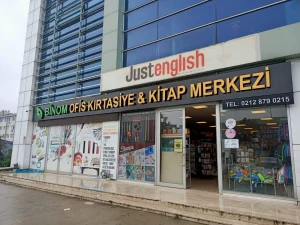 Justenglish
BİNOM OFİS KIRTASİYE & KİTAP MERKEZİ
TEL: 0212 879 0215